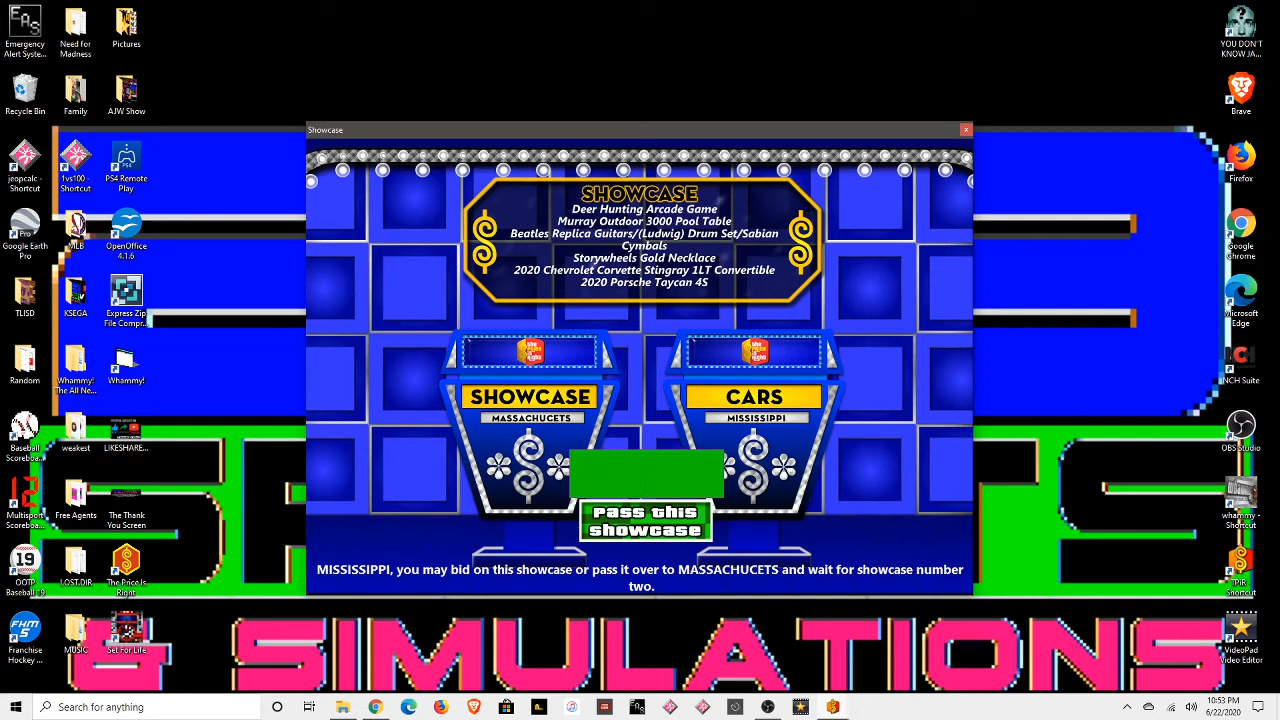 Emergency
Alert Syste...
Need for
Madness
Pictures
YOU DON'T
KNOW JA...
Recycle Bin
Family
AJW Show
Brave
jeopcalc -
Shortcut
1vs100 -
Shortcut
PS4 Remote
Play
Firefox
Google Earth
Pro
MLB
OpenOffice
4.1.6
Google
Chrome
TLISD
KSEGA
Express Zip
File Compr...
Microsoft
Edge
Random
Whammy!
The All Ne...
Whammy!
NCH Suite
Baseball
Scoreboa...
weakest
LIKESHARE...
OBS Studio
Multisport
Scoreboa...
Free Agents
The Thank
You Screen
whammy -
Shortcut
OOTP
Baseball 19
LOST.DIR
The Price Is
Right
TPiR
Shortcut
Franchise
Hockey ...
MUSIC
Set For Life
VideoPad
Video Editor
Showcase
SHOWCASE
Deer Hunting Arcade Game
Murray Outdoor 3000 Pool Table
Beatles Replica Guitars/(Ludwig) Drum Set/Sabian
Cymbals
Storywheels Gold Necklace
2020 Chevrolet Corvette Stingray 1LT Convertible
2020 Porsche Taycan 4S
SHOWCASE
MASSACHUCETS
CARS
MISSISSIPPI
Pass this
showcase
MISSISSIPPI, you may bid on this showcase or pass it over to MASSACHUCETS and wait for showcase number
two.
& SIMULATIONS
Type here to search
10:53 PM
6/22/2020